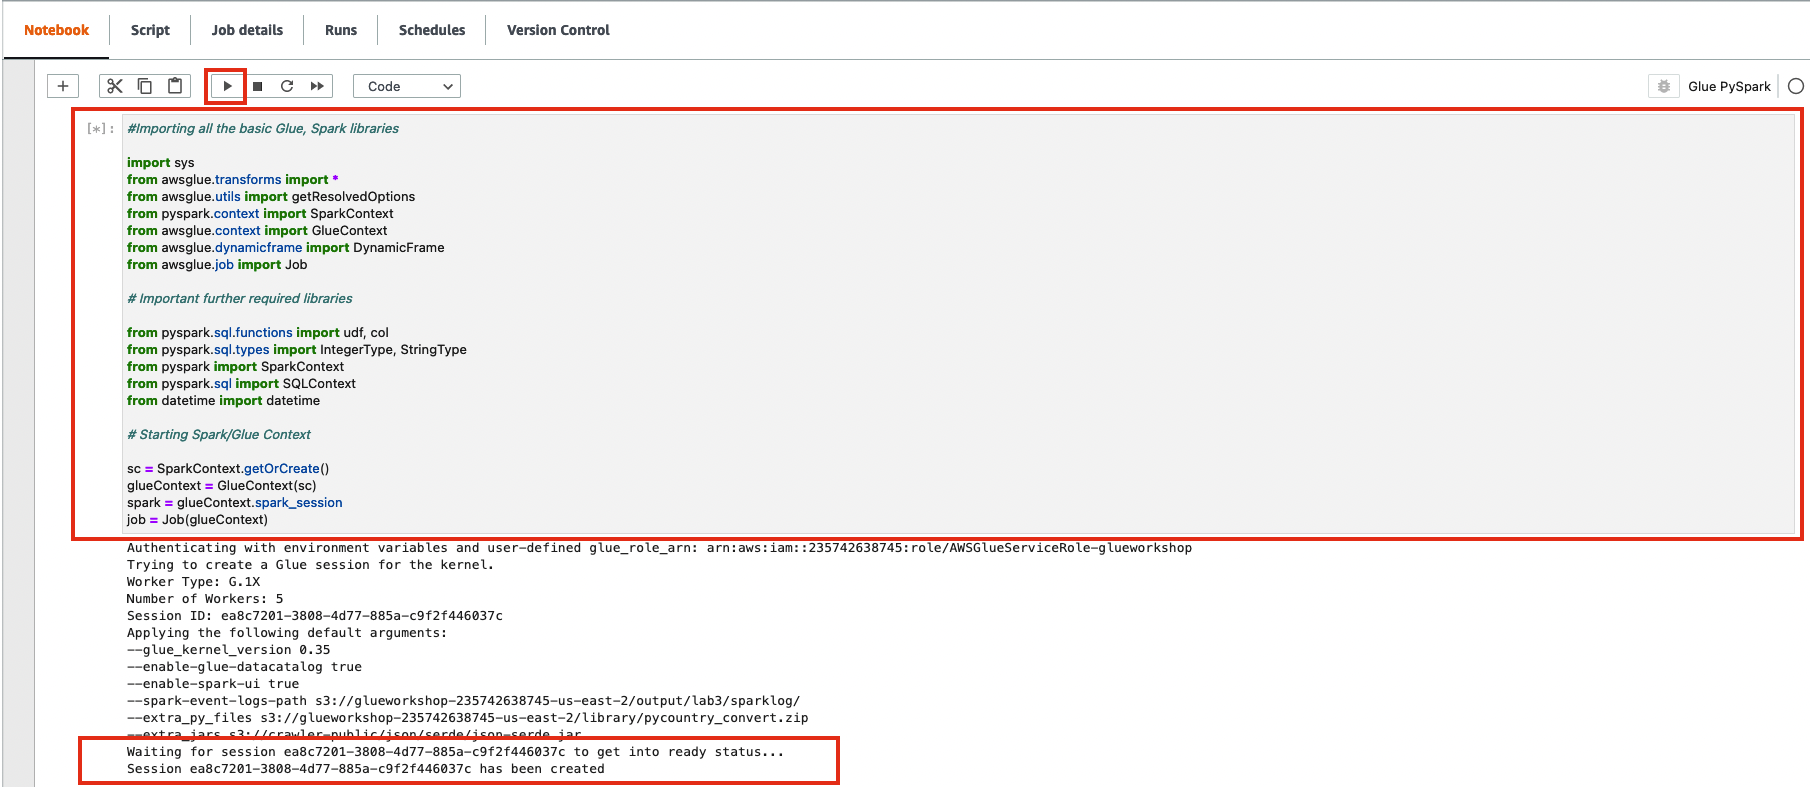 Notebook Script Job details Runs Schedules Version Control
Code Glue PySpark
[*]: #Importing all the basic Glue, Spark libraries
import sys
from awsglue.transforms import *
from awsglue.utils import getResolvedOptions
from pyspark.context import SparkContext
from awsglue.context import GlueContext
from awsglue.dynamicframe import DynamicFrame
from awsglue.job import Job
# Important further required libraries
from pyspark.sql.functions import udf, col
from pyspark.sql.types import IntegerType, StringType
from pyspark import SparkContext
from pyspark.sql import SQLContext
from datetime import datetime
# Starting Spark/Glue Context
sc = SparkContext.getOrCreate()
glueContext = GlueContext(sc)
spark = glueContext.spark_session
job = Job(glueContext)
Authenticating with environment variables and user-defined glue_role_arn: arn:aws:iam::235742638745:role/AWSGlueServiceRole-glueworkshop
Trying to create a Glue session for the kernel.
Worker Type: G.1X
Number of Workers: 5
Session ID: ea8c7201-3808-4d77-885a-c9f2f446037c
Applying the following default arguments:
--glue_kernel_version 0.35
--enable-glue-datacatalog true
--enable-spark-ui true
--spark-event-logs-path s3://glueworkshop-235742638745-us-east-2/output/lab3/sparklog/
--extra_py_files s3://glueworkshop-235742638745-us-east-2/library/pycountry_convert.zip
--extra_jars s3://crawler-public/json/serde/json-serde.jar
Waiting for session ea8c7201-3808-4d77-885a-c9f2f446037c to get into ready status...
Session ea8c7201-3808-4d77-885a-c9f2f446037c has been created